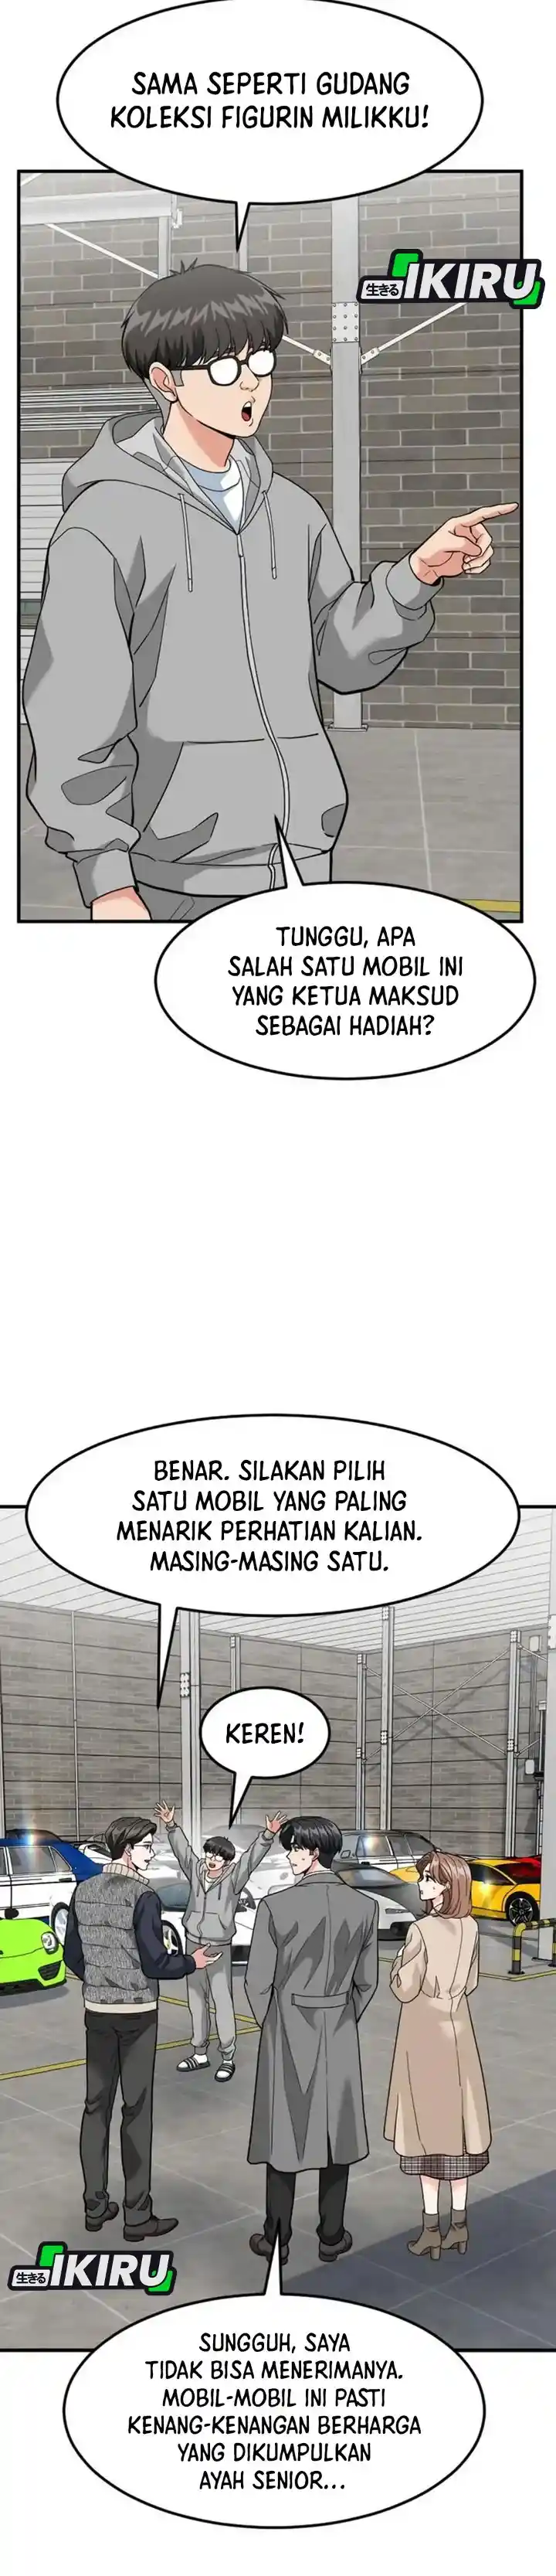 SAMA SEPERTI GUDANG
KOLEKSI FIGURIN MILIKKU!
生きる IKIRU
TUNGGU, APA
SALAH SATU MOBIL INI
YANG KETUA MAKSUD
SEBAGAI HADIAH?
BENAR. SILAKAN PILIH
SATU MOBIL YANG PALING
MENARIK PERHATIAN KALIAN.
MASING-MASING SATU.
KEREN!
生きる IKIRU
SUNGGUH, SAYA
TIDAK BISA MENERIMANYA.
MOBIL-MOBIL INI PASTI
KENANG-KENANGAN BERHARGA
YANG DIKUMPULKAN
AYAH SENIOR...